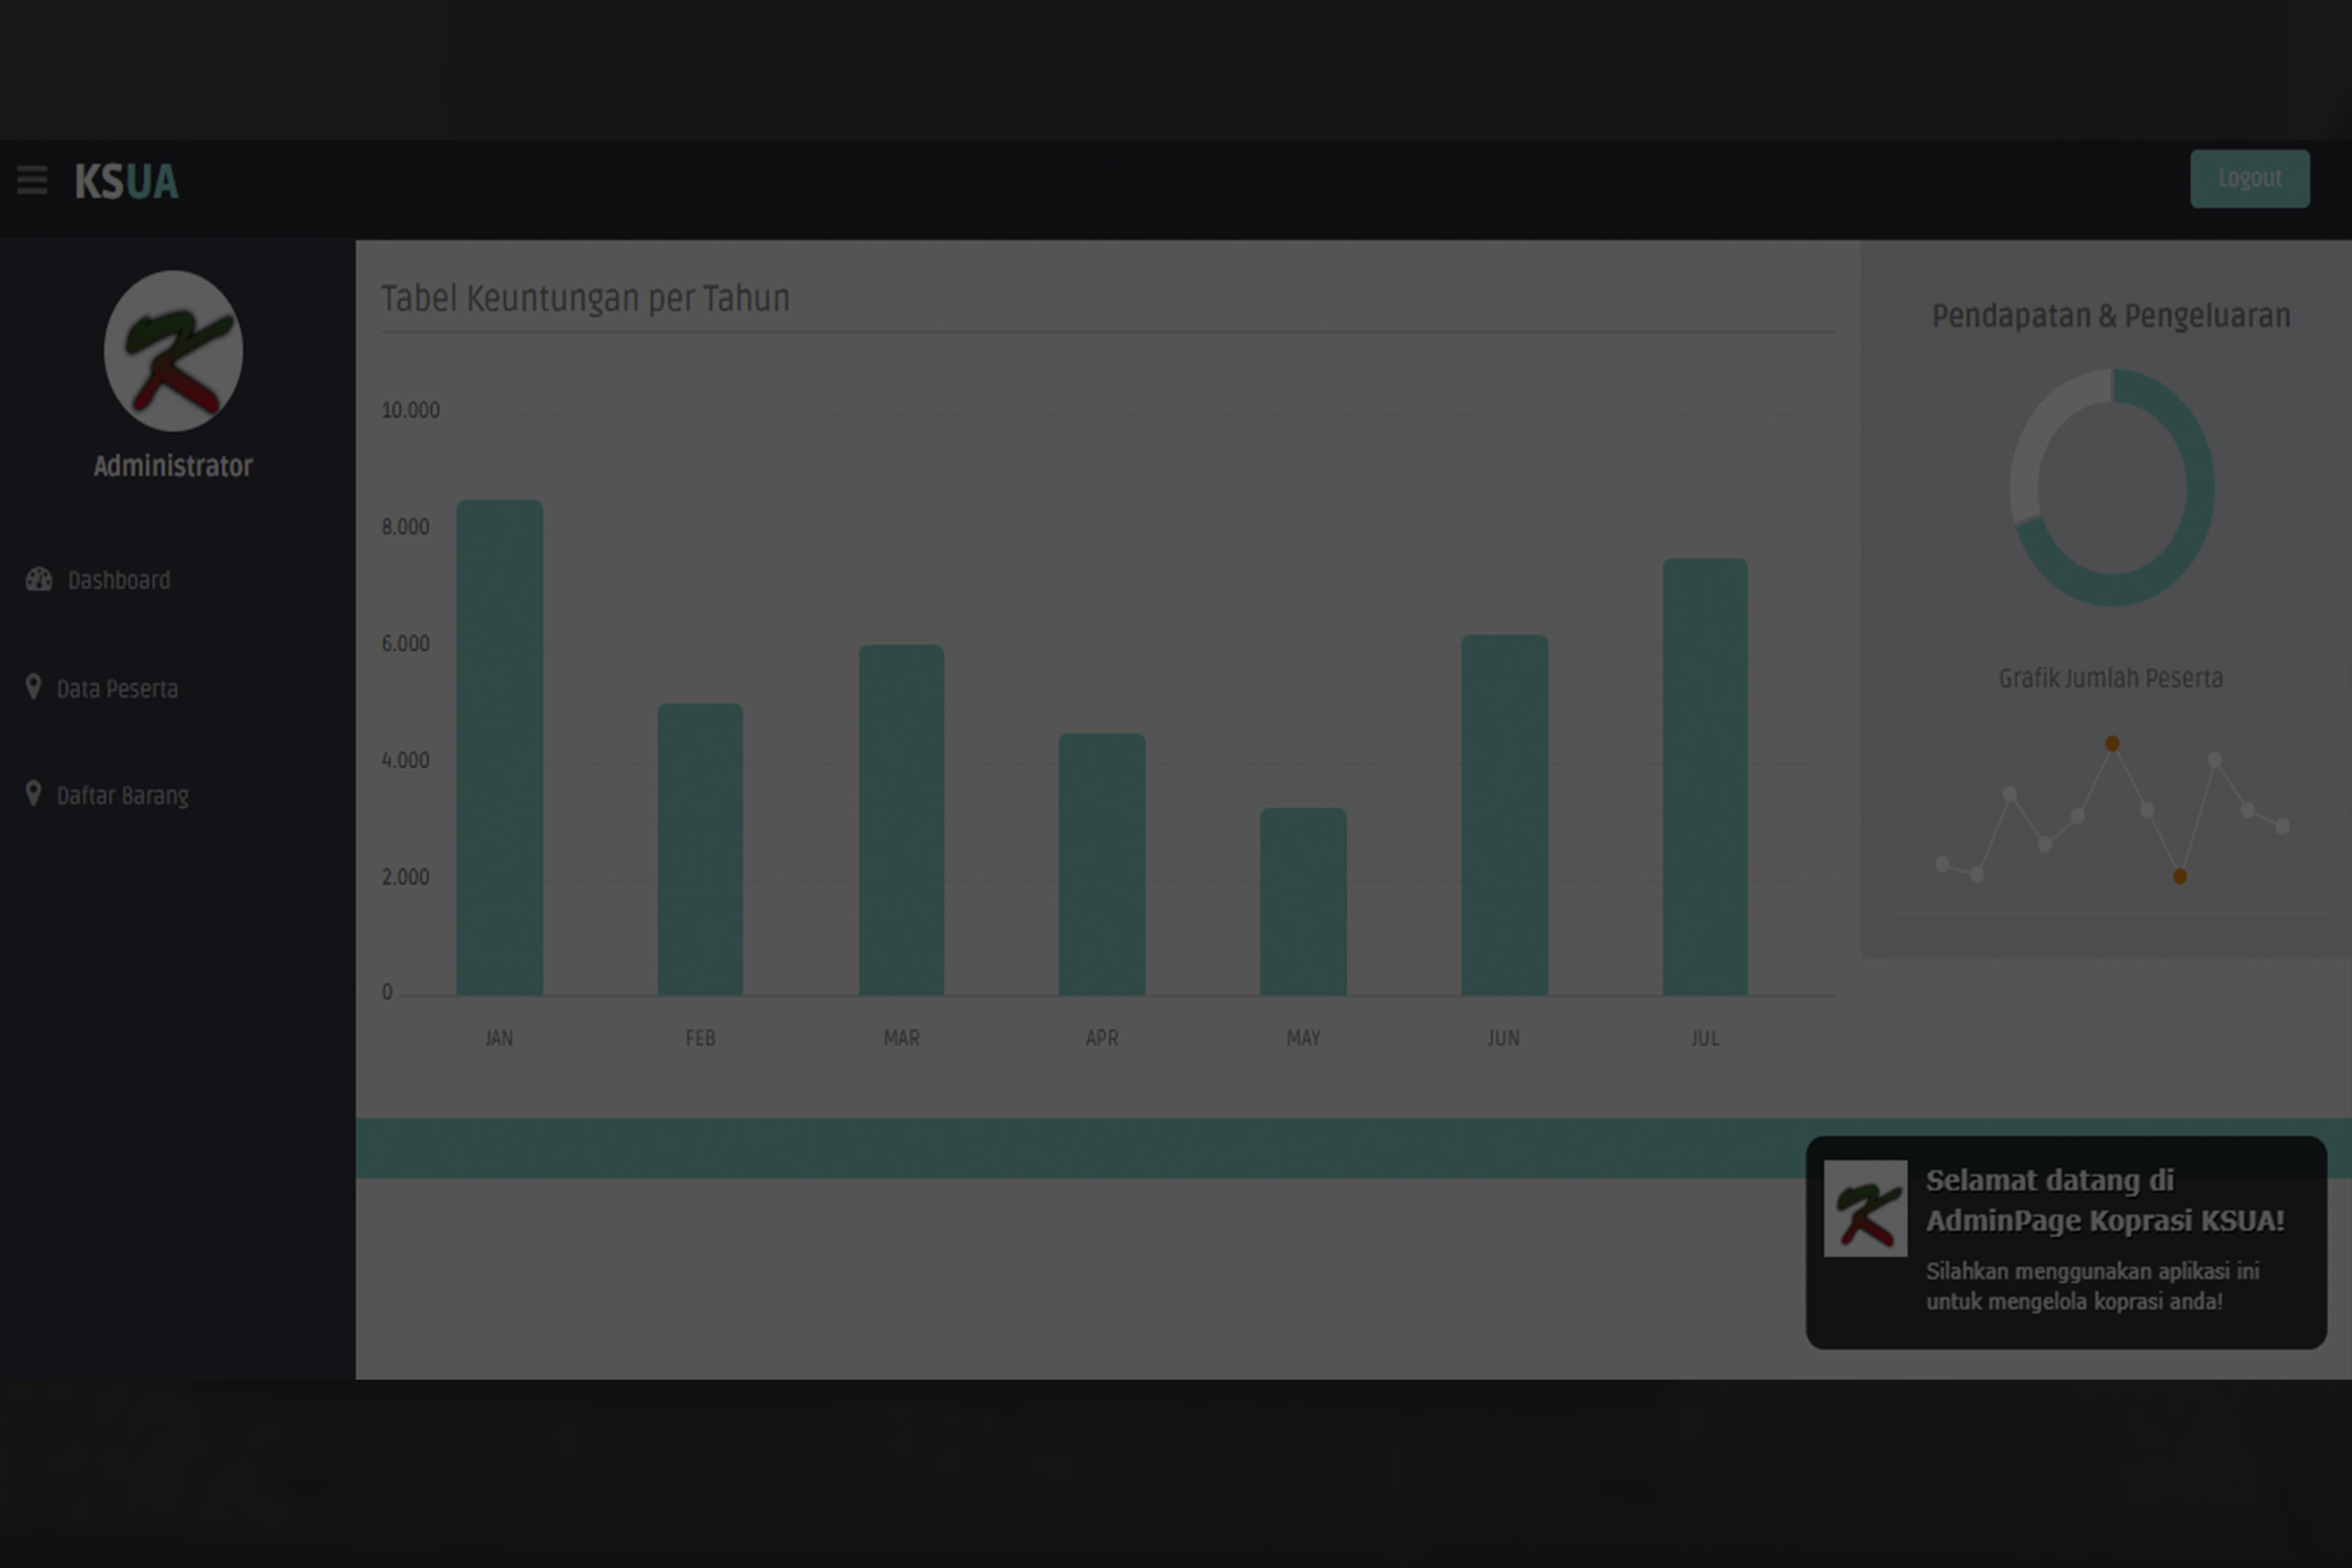 KSUA
Logout
Administrator
Dashboard
Data Peserta
Daftar Barang
Tabel Keuntungan per Tahun
10.000
8.000
6.000
4.000
2.000
0
JAN
FEB
MAR
APR
MAY
JUN
JUL
Pendapatan & Pengeluaran
Grafik Jumlah Peserta
Selamat datang di
AdminPage Koprasi KSUA!
Silahkan menggunakan aplikasi ini
untuk mengelola koprasi anda!